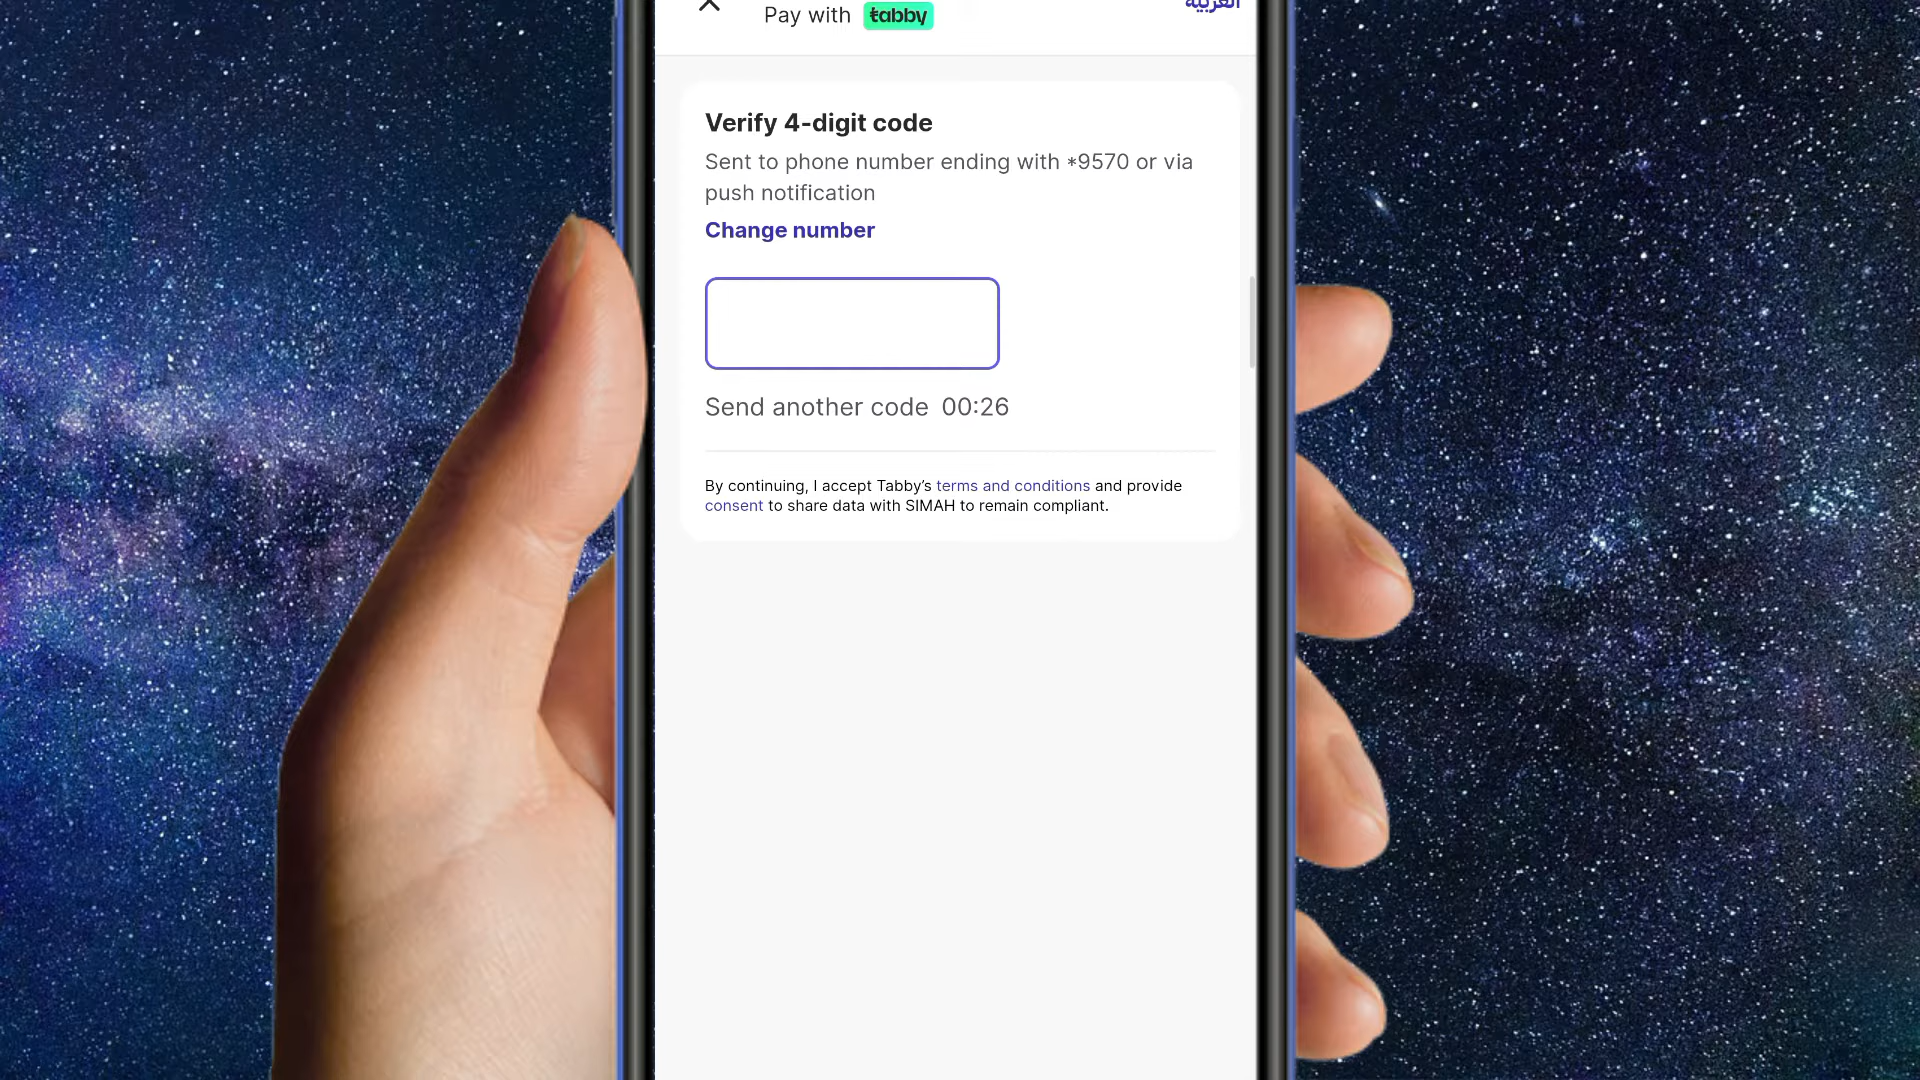 Pay with tabby
العربية
Verify 4-digit code
Sent to phone number ending with *9570 or via
push notification
Change number
Send another code 00:26
By continuing, I accept Tabby's terms and conditions and provide
consent to share data with SIMAH to remain compliant.